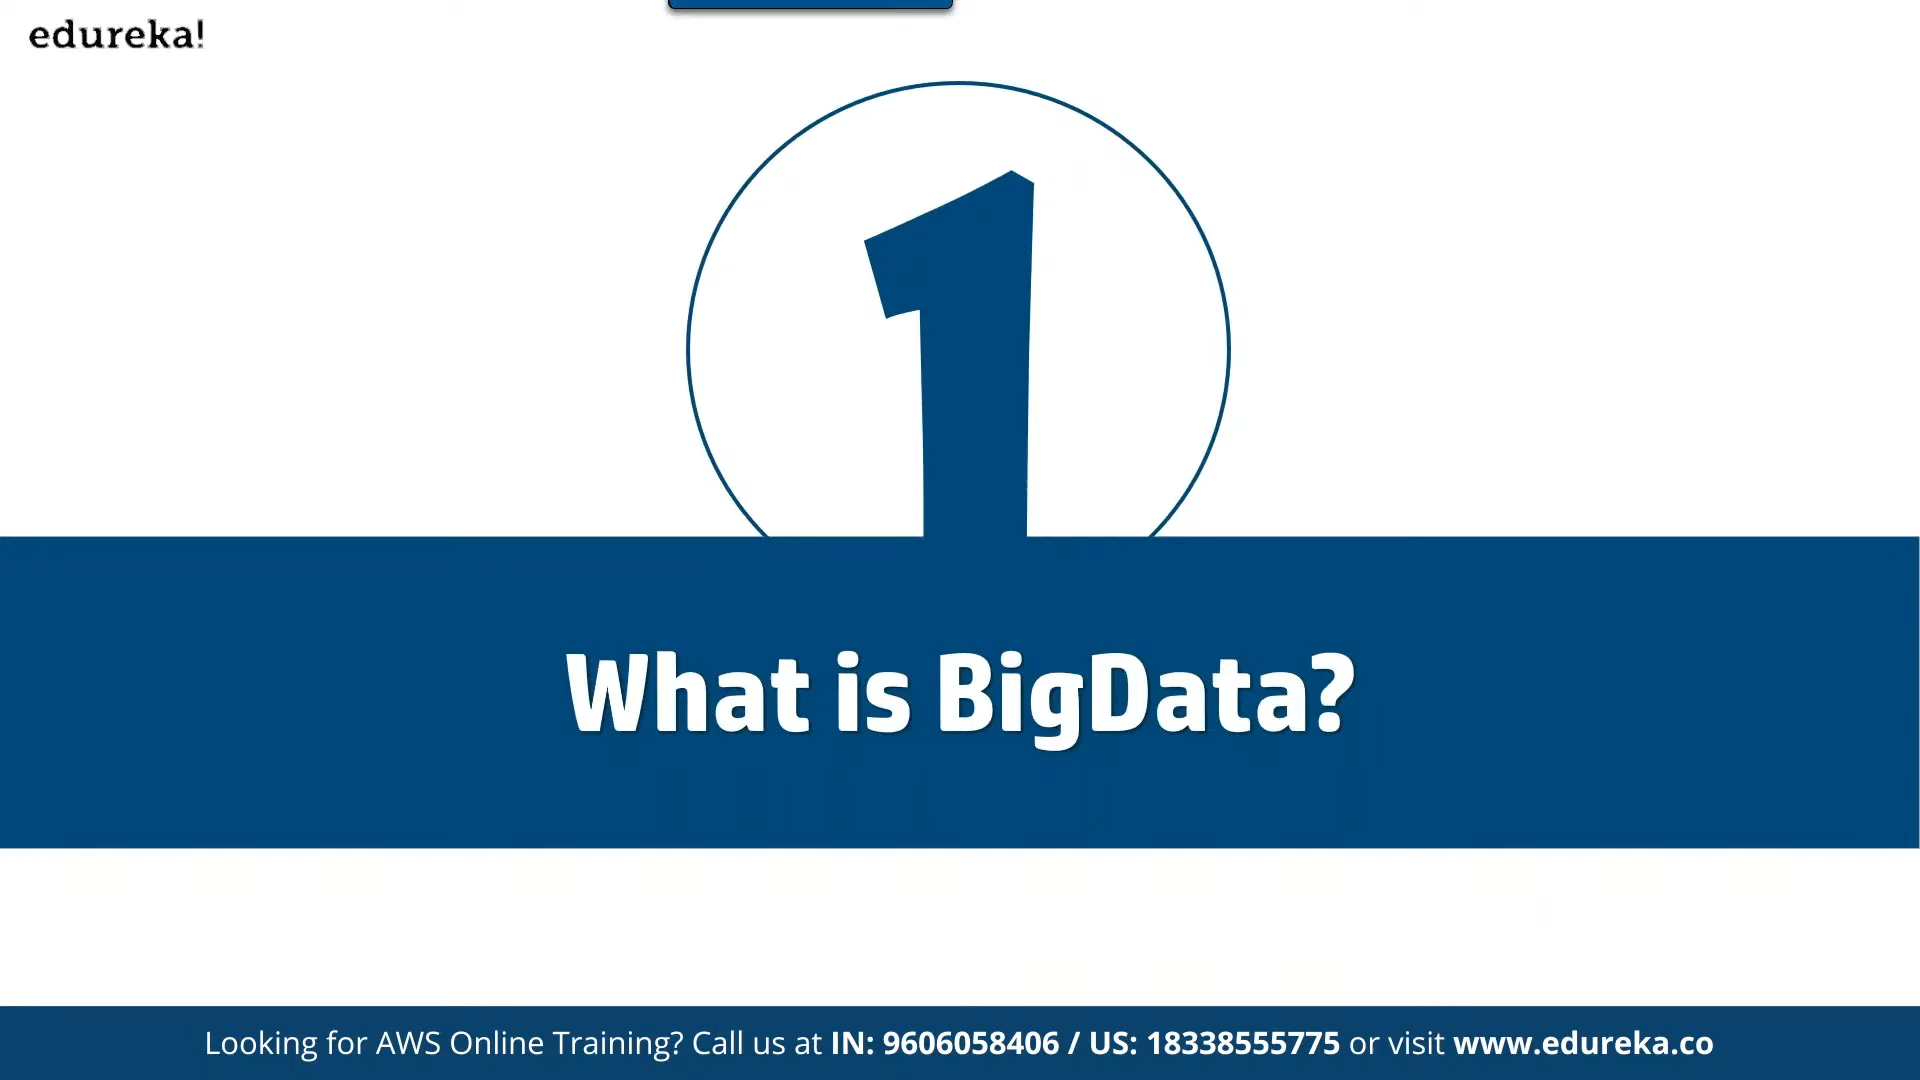 edureka!
1
What is BigData?
Looking for AWS Online Training? Call us at IN: 9606058406 / US: 18338555775 or visit www.edureka.co